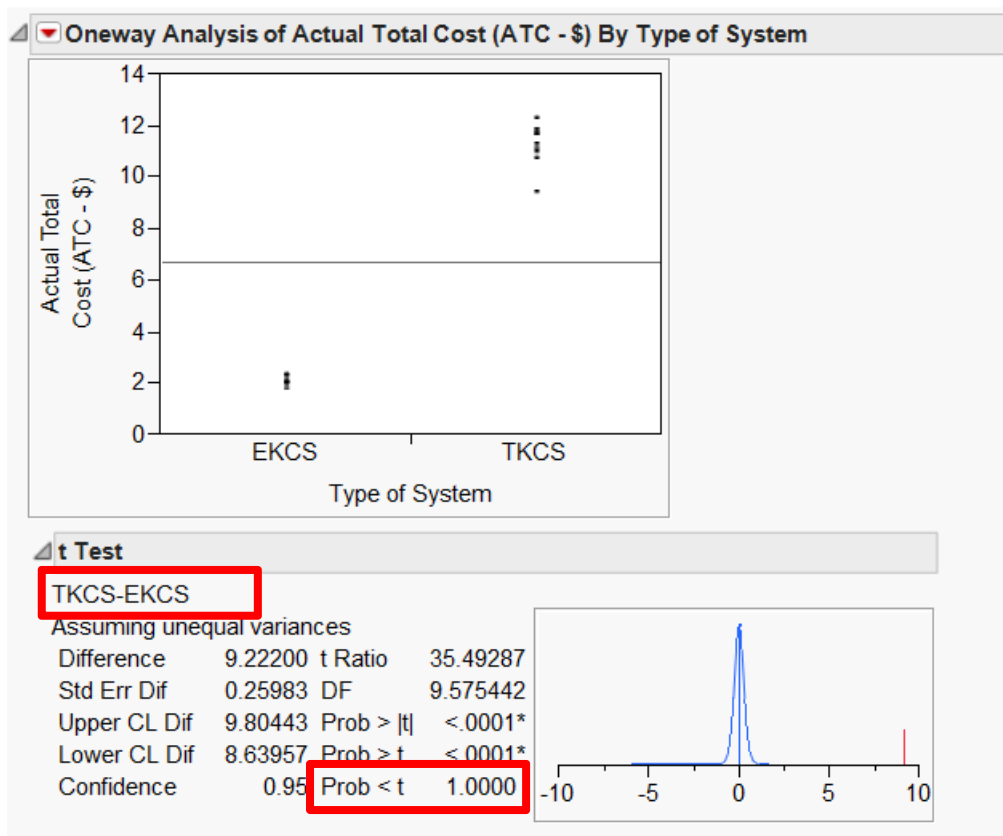 Oneway Analysis of Actual Total Cost (ATC - $) By Type of System
14
12
10
8
6
4
2
0
Actual Total
Cost (ATC - $)
EKCS TKCS
Type of System
t Test
TKCS-EKCS
Assuming unequal variances
Difference 9.22200 t Ratio 35.49287
Std Err Dif 0.25983 DF 9.575442
Upper CL Dif 9.80443 Prob > |t| <.0001*
Lower CL Dif 8.63957 Prob > t <.0001*
Confidence 0.95 Prob < t 1.0000
-10 -5 0 5 10